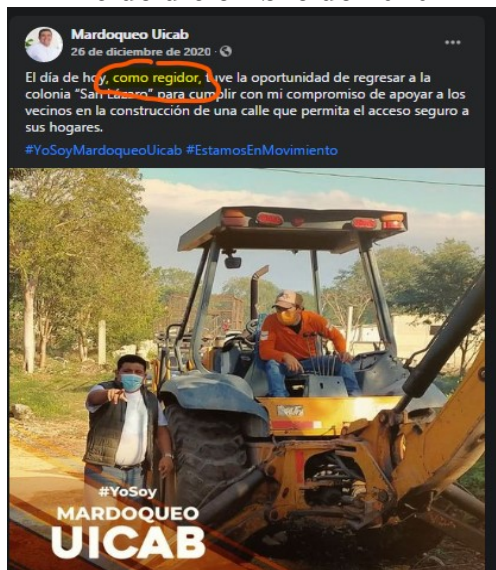 Mardoqueo Uicab
26 de diciembre de 2020 ·
El día de hoy, como regidor, tuve la oportunidad de regresar a la
colonia "San Lázaro" para cumplir con mi compromiso de apoyar a los
vecinos en la construcción de una calle que permita el acceso seguro a
sus hogares.
#YoSoyMardoqueoUicab #EstamosEnMovimiento
#YoSoy
MARDOQUEO
UICAB